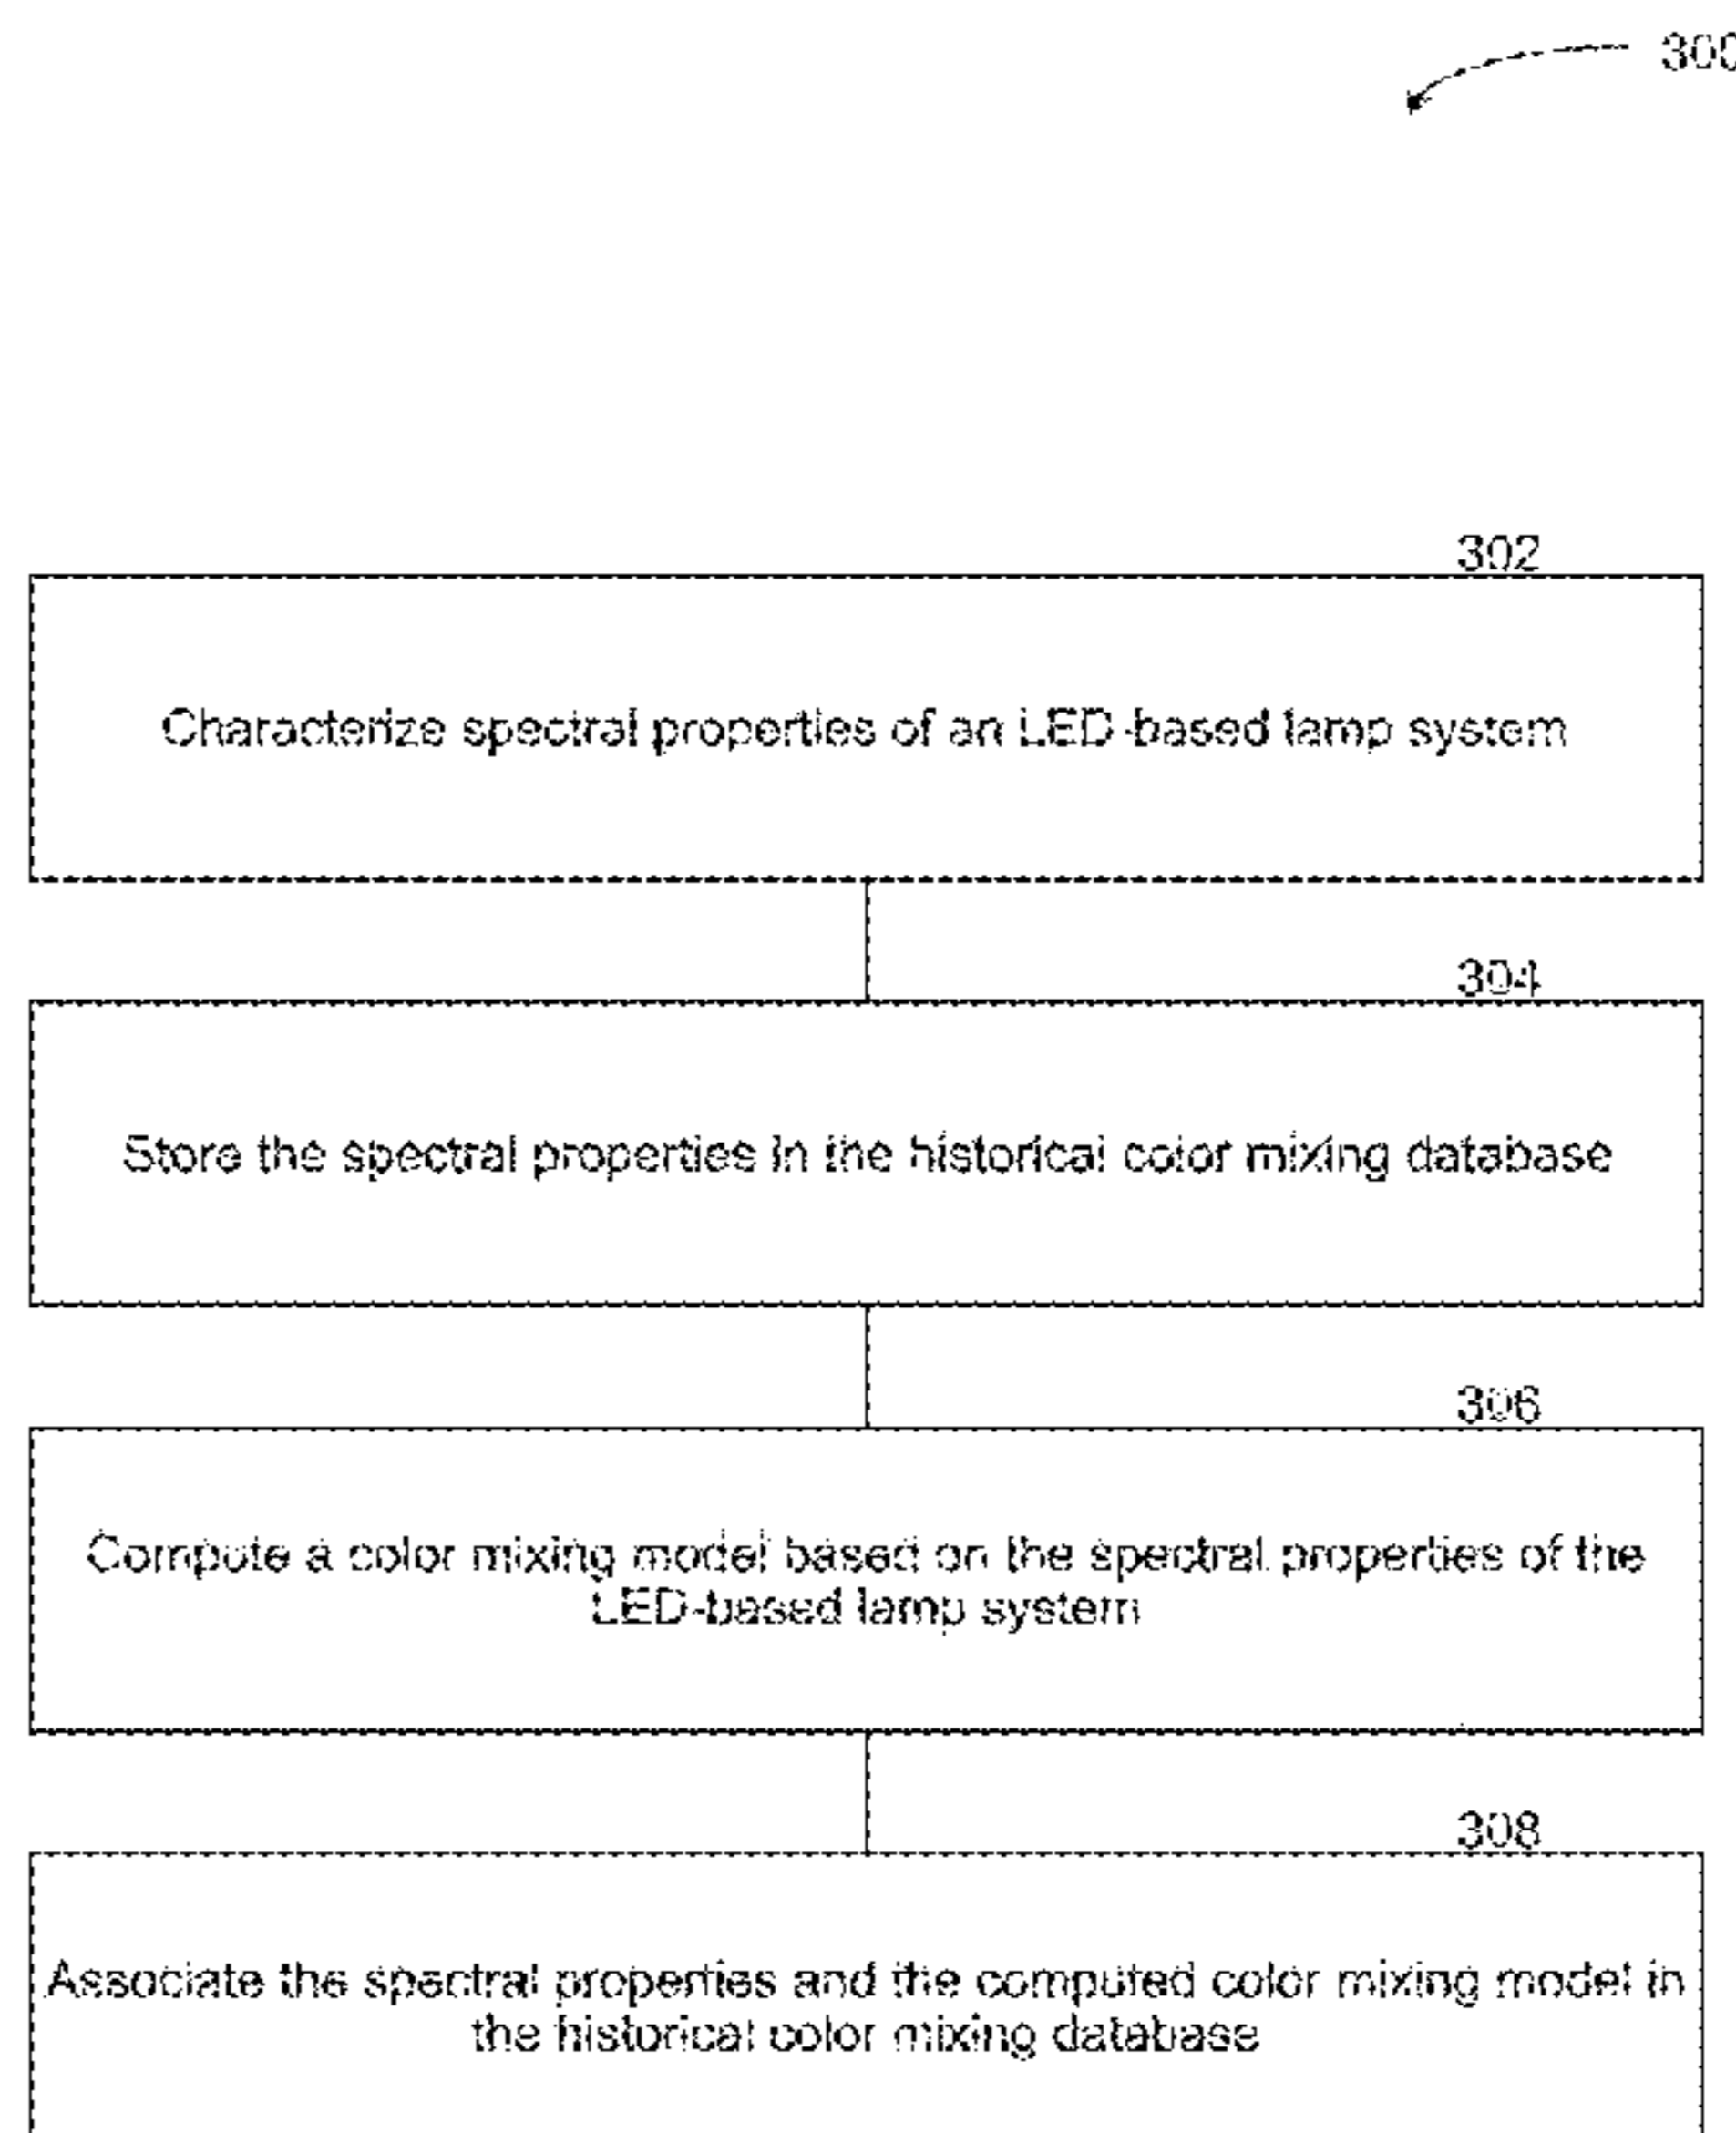 300
302
Characterize spectral properties of an LED-based lamp system
304
Store the spectral properties in the historical color mixing database
306
Compute a color mixing model based on the spectral properties of the
LED-based lamp system
308
Associate the spectral properties and the computed color mixing model in
the historical color mixing database